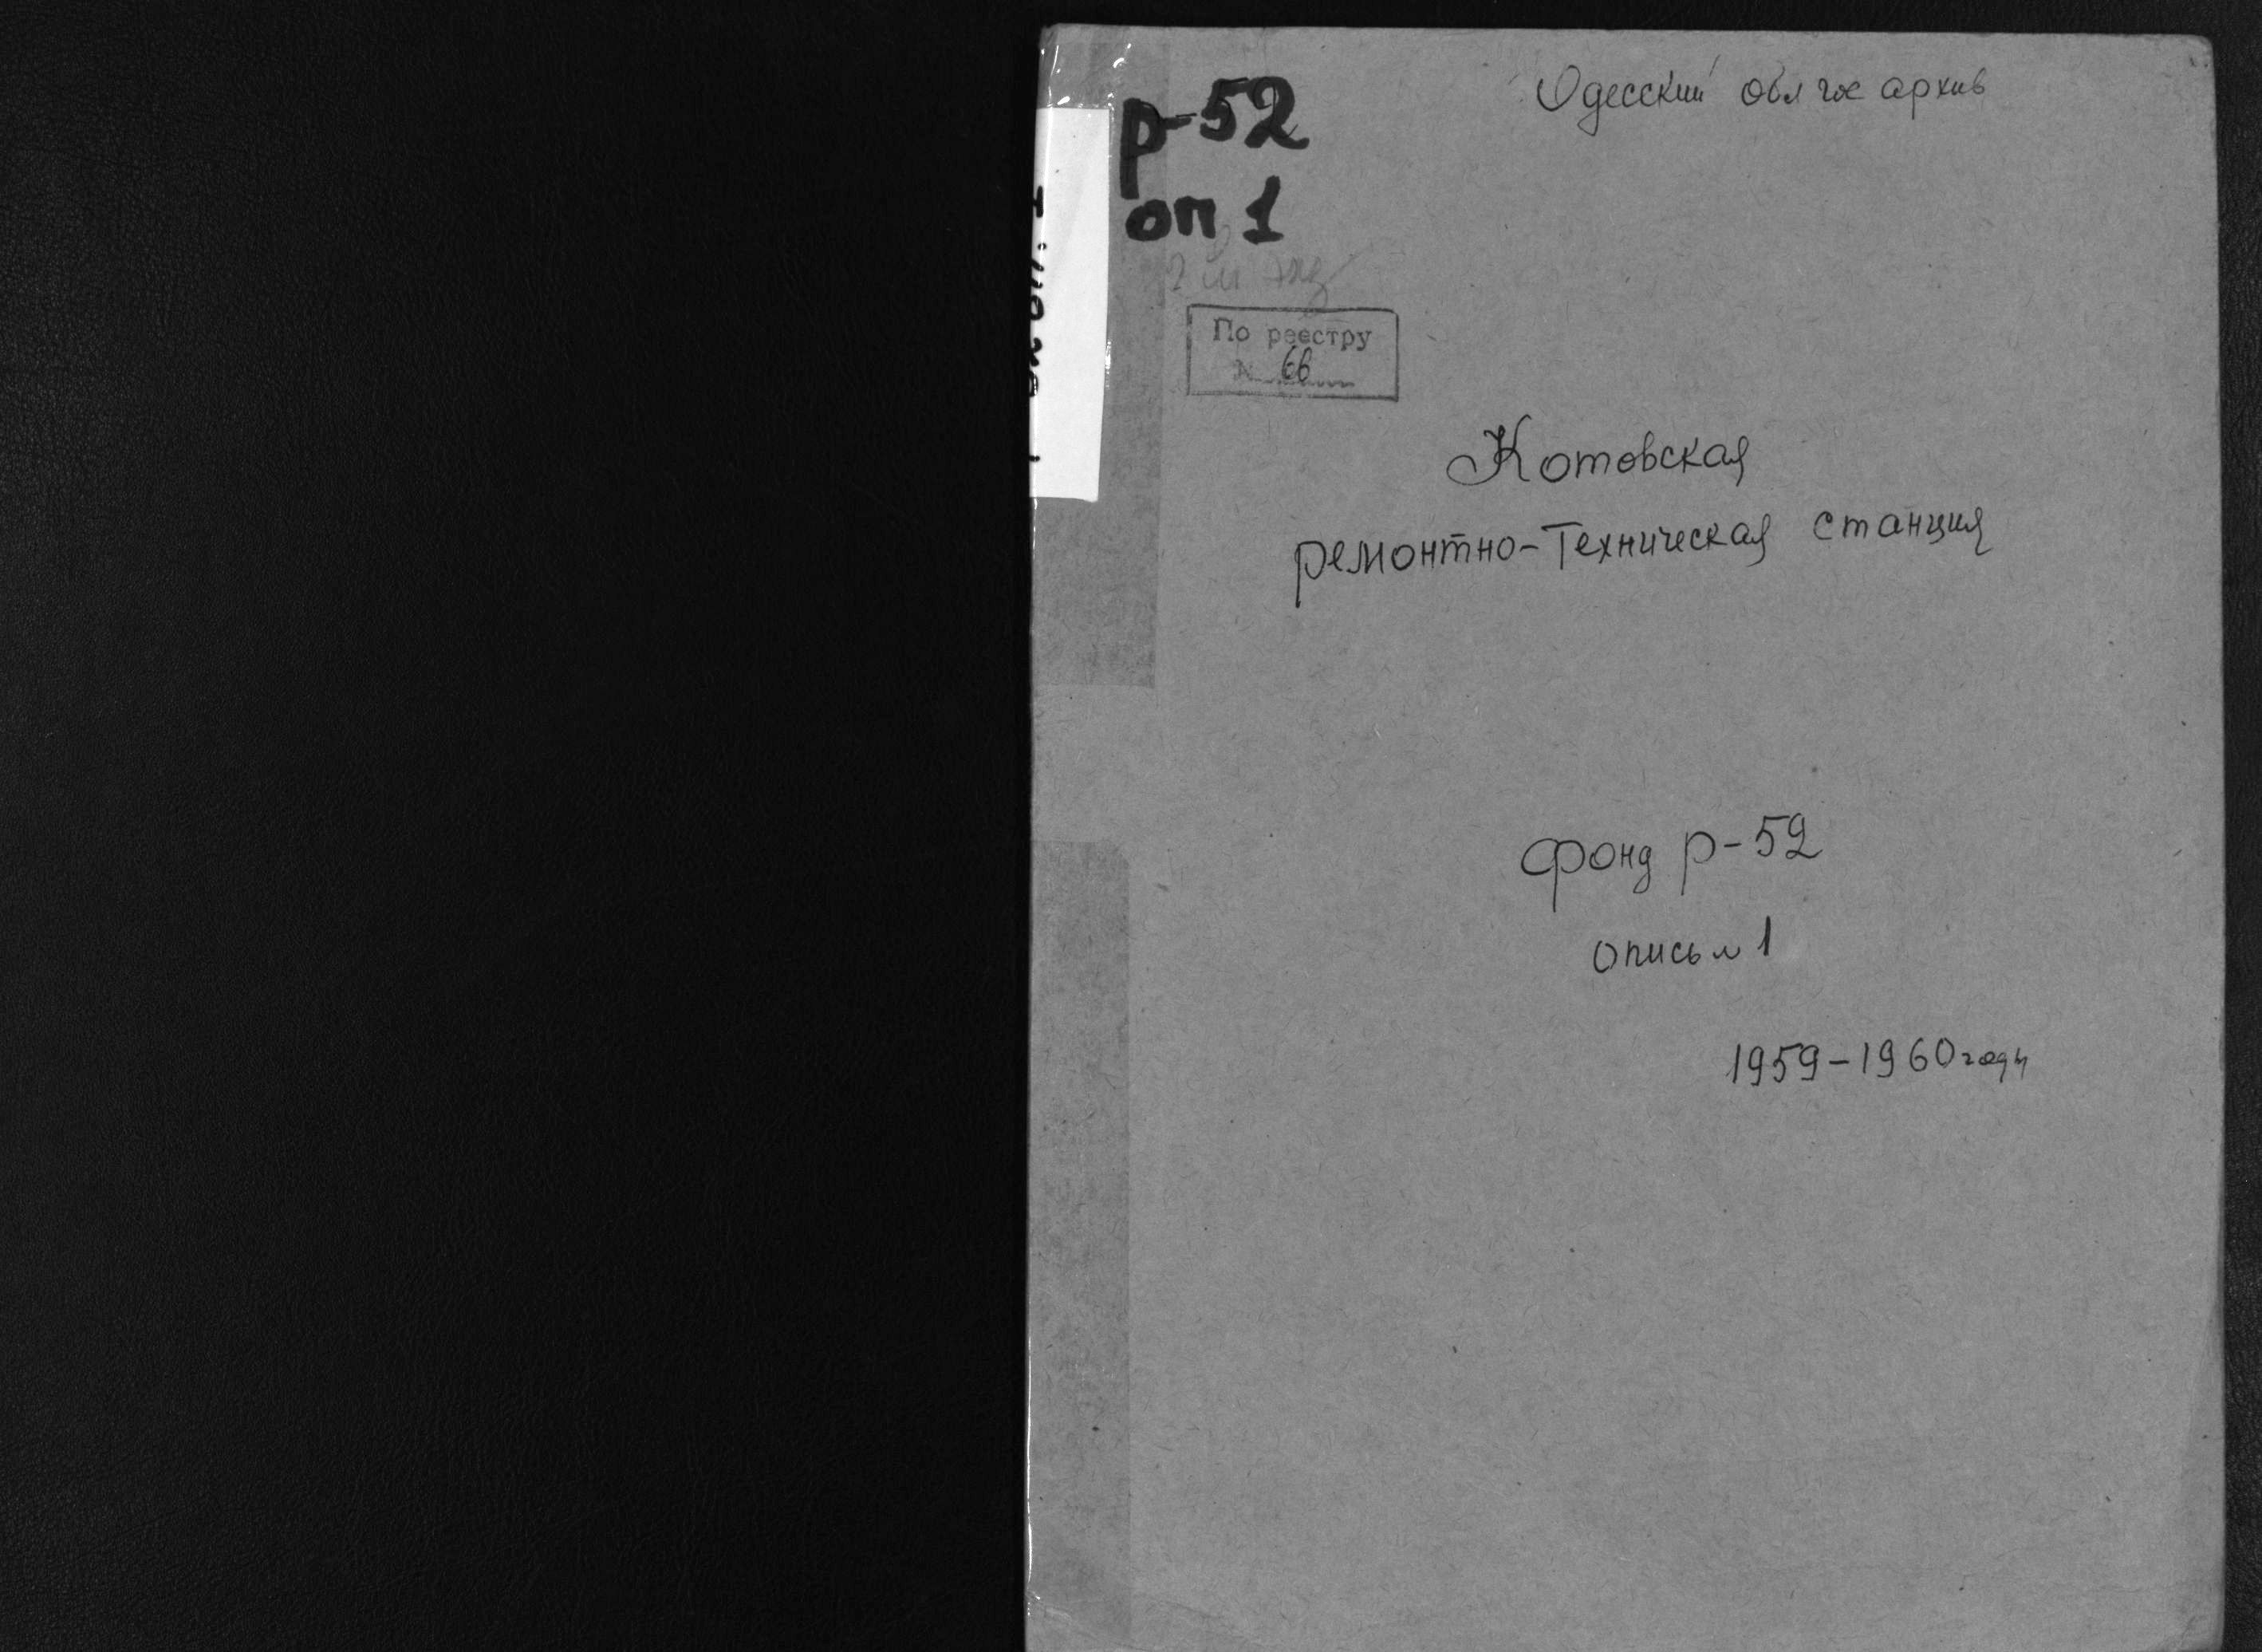 Одесский обл гос архив
р-52
оп 1
По реестру
№ 66
Котовская
ремонтно-техническая станция
фонд р-52
опись № 1
1959-1960 годы